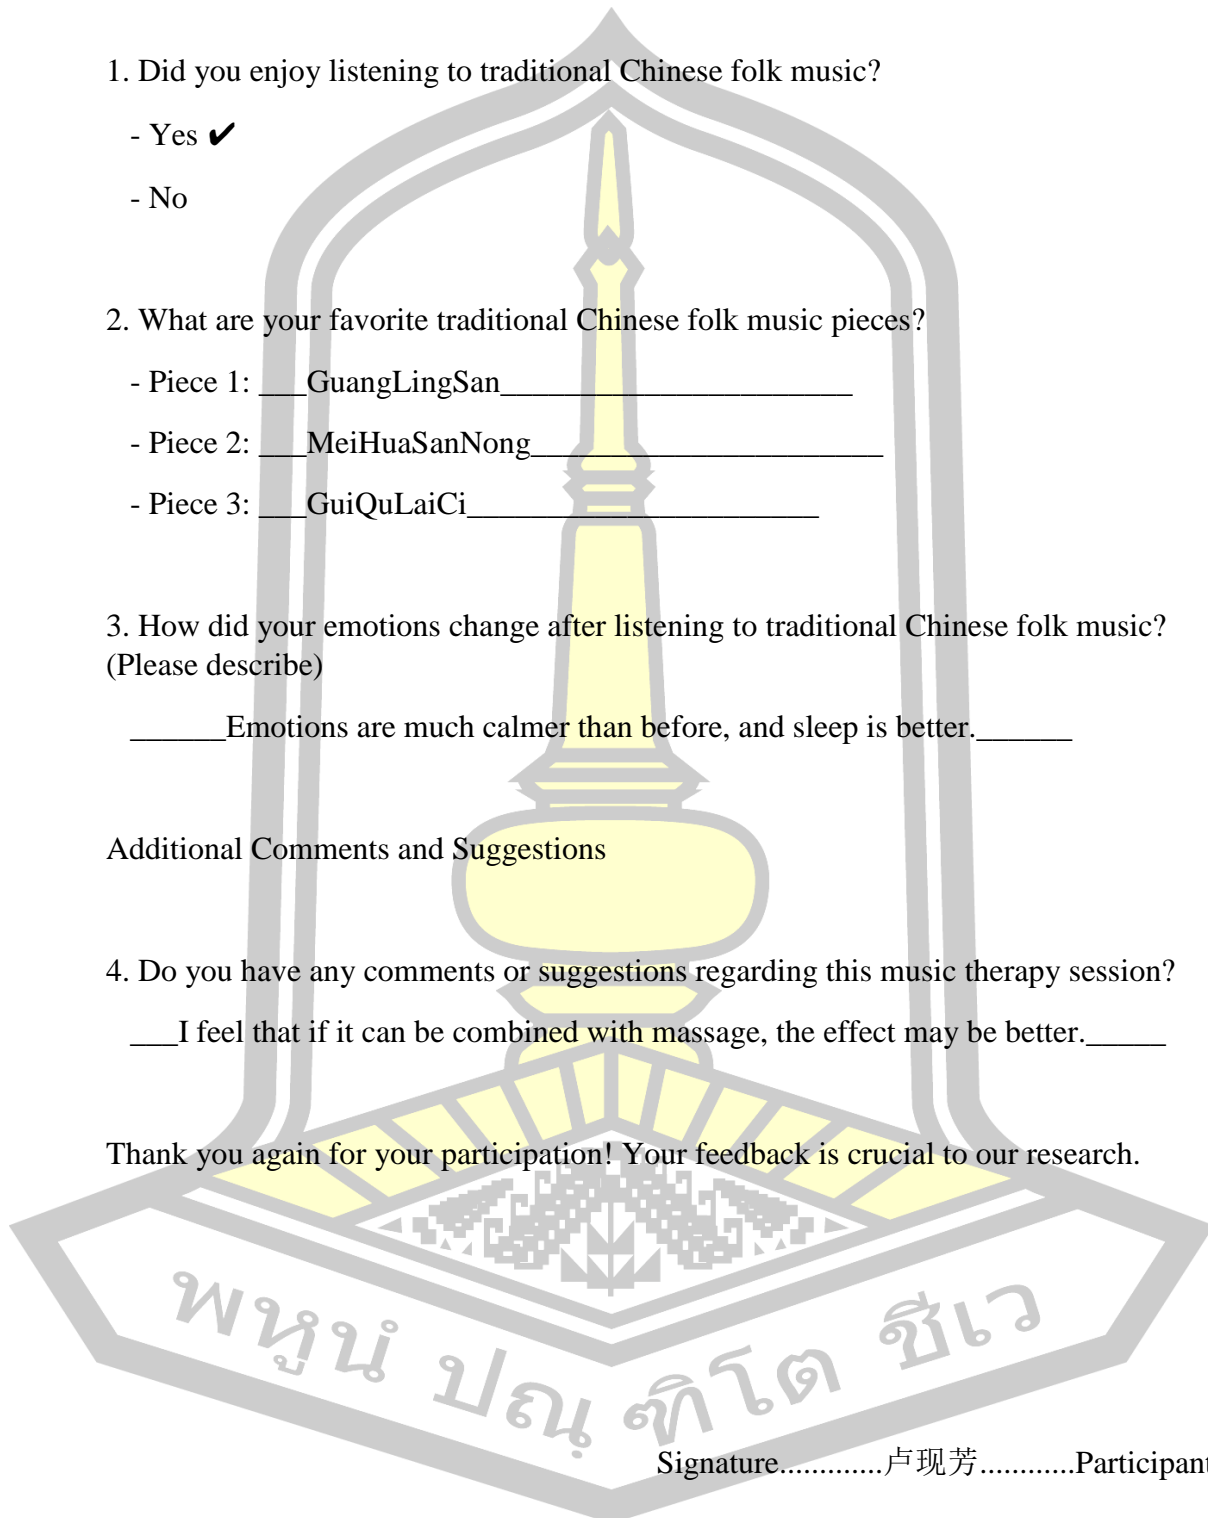 1. Did you enjoy listening to traditional Chinese folk music?
- Yes ✔
- No
2. What are your favorite traditional Chinese folk music pieces?
- Piece 1: ___GuangLingSan______________________
- Piece 2: ___MeiHuaSanNong______________________
- Piece 3: ___GuiQuLaiCi______________________
3. How did your emotions change after listening to traditional Chinese folk music?
(Please describe)
______Emotions are much calmer than before, and sleep is better.______
Additional Comments and Suggestions
4. Do you have any comments or suggestions regarding this music therapy session?
___I feel that if it can be combined with massage, the effect may be better._____
Thank you again for your participation! Your feedback is crucial to our research.
พหูนํ ปณฺฑิโต ชีเว
Signature.............卢现芳............Participant